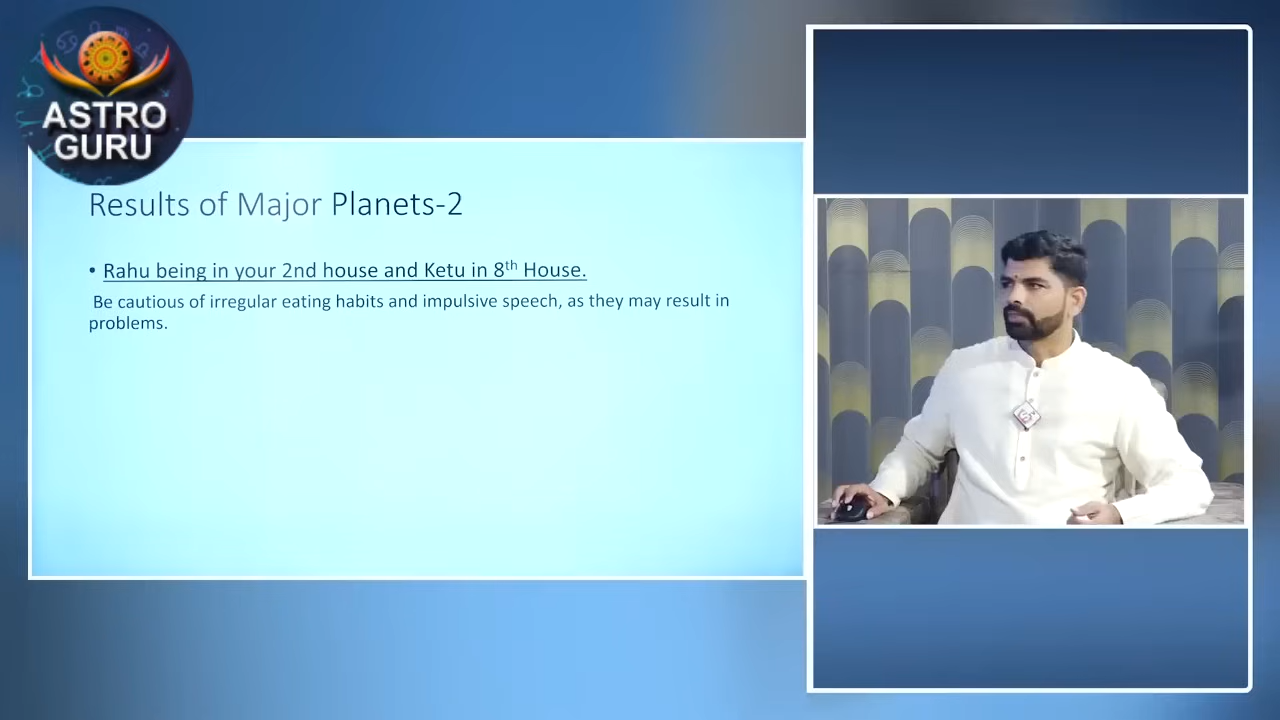 ASTRO
GURU
Results of Major Planets-2
• Rahu being in your 2nd house and Ketu in 8th House.
Be cautious of irregular eating habits and impulsive speech, as they may result in
problems.